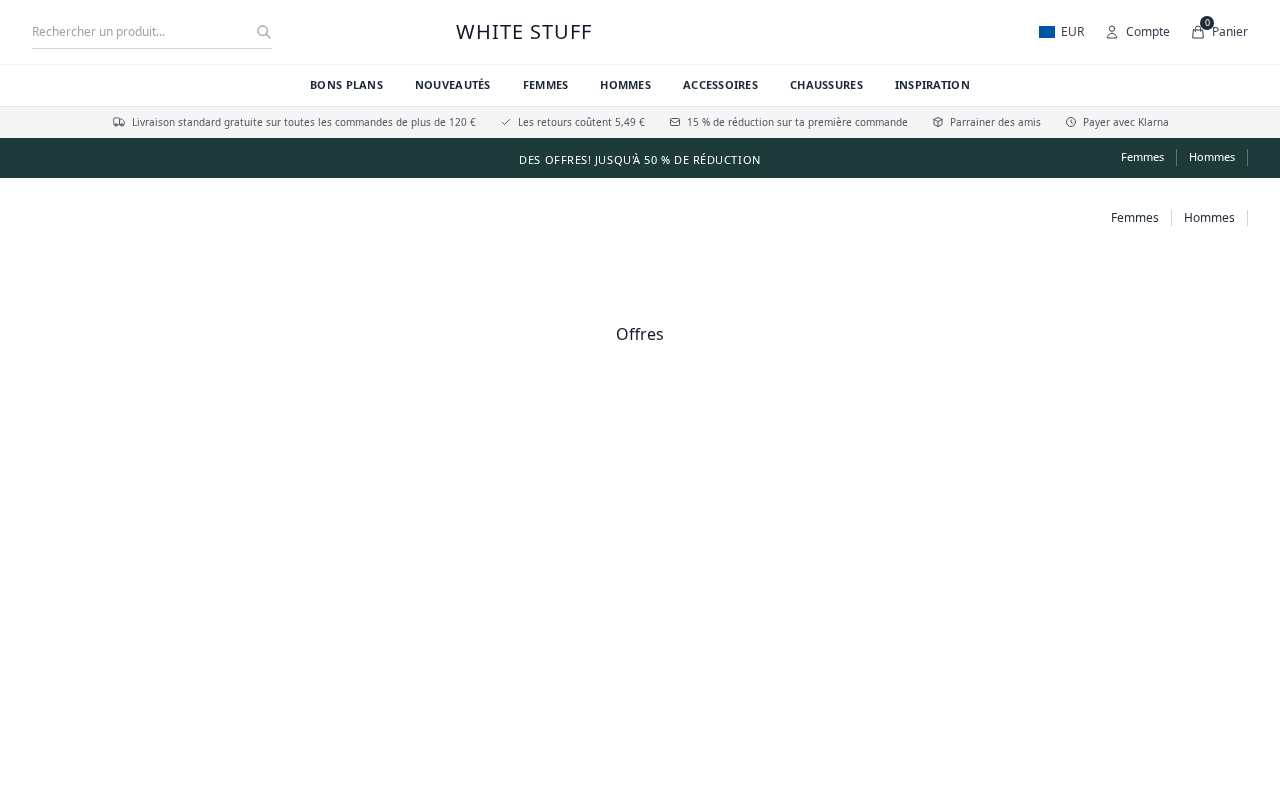 Rechercher un produit...
WHITE STUFF
EUR
Compte
0
Panier
BONS PLANS
NOUVEAUTÉS
FEMMES
HOMMES
ACCESSOIRES
CHAUSSURES
INSPIRATION
Livraison standard gratuite sur toutes les commandes de plus de 120 €
Les retours coûtent 5,49 €
15 % de réduction sur ta première commande
Parrainer des amis
Payer avec Klarna
DES OFFRES! JUSQU'À 50 % DE RÉDUCTION
Femmes
Hommes
Femmes
Hommes
Offres